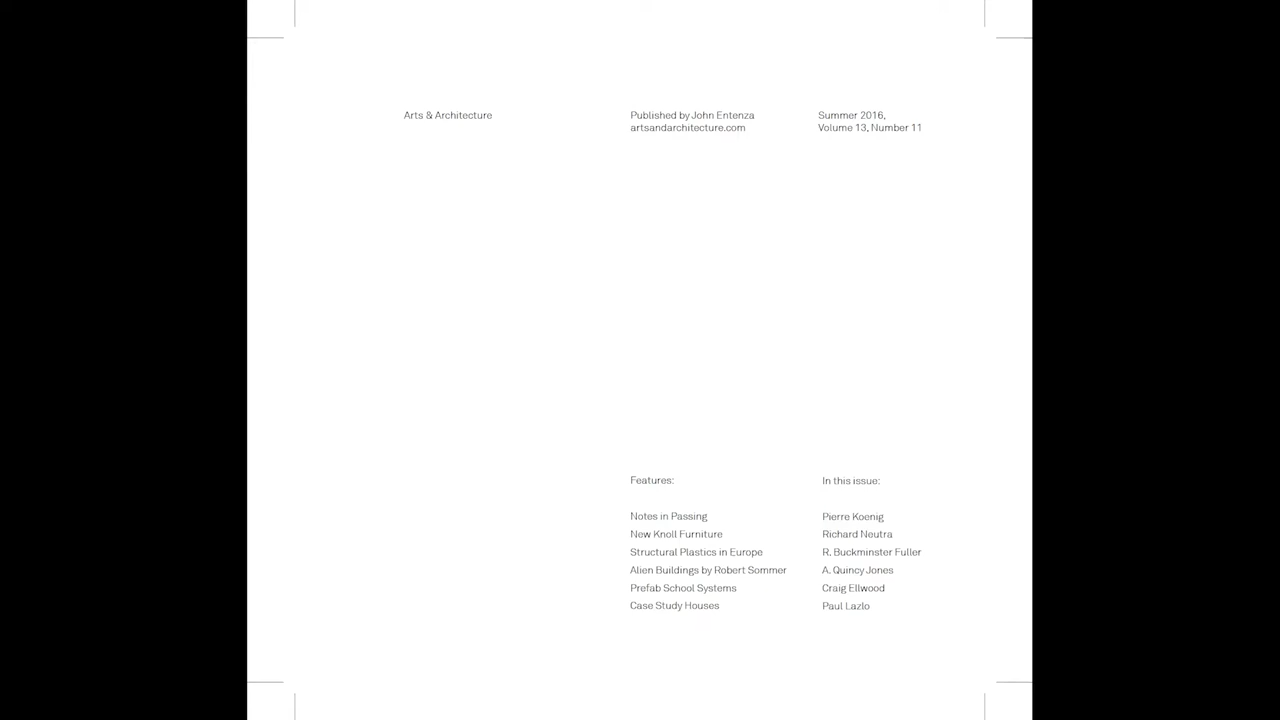 Arts & Architecture
Published by John Entenza
artsandarchitecture.com
Summer 2016,
Volume 13, Number 11
Features:
Notes in Passing
New Knoll Furniture
Structural Plastics in Europe
Alien Buildings by Robert Sommer
Prefab School Systems
Case Study Houses
In this issue:
Pierre Koenig
Richard Neutra
R. Buckminster Fuller
A. Quincy Jones
Craig Ellwood
Paul Lazlo